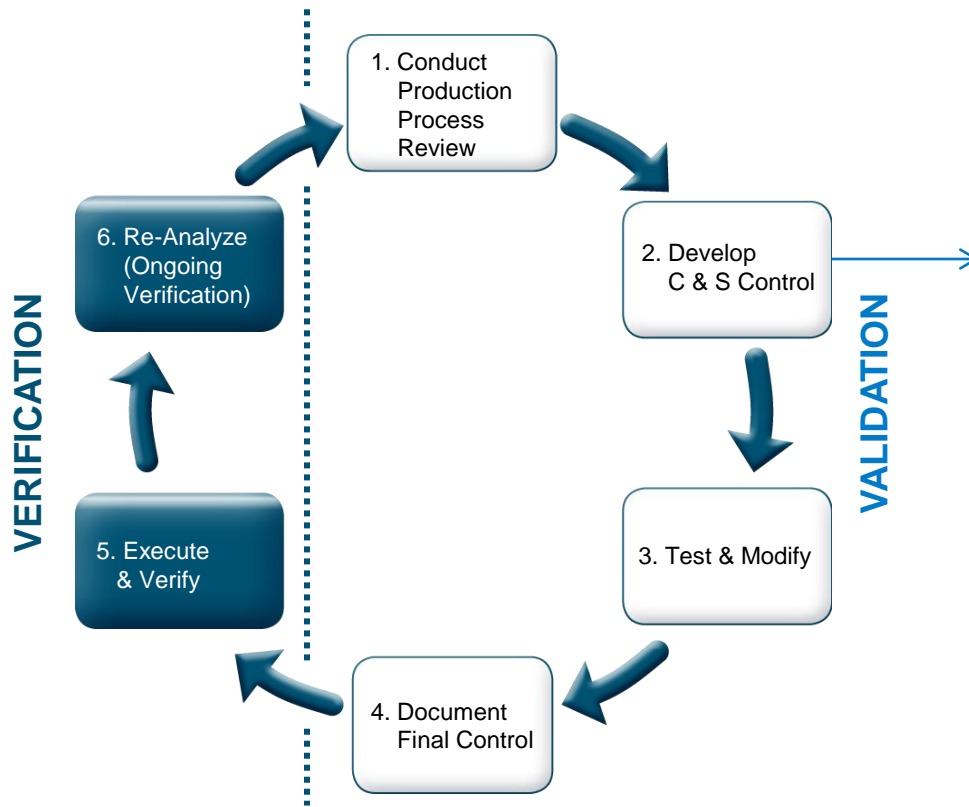 1. Conduct
Production
Process
Review
2. Develop
C & S Control
3. Test & Modify
4. Document
Final Control
5. Execute
& Verify
6. Re-Analyze
(Ongoing
Verification)
VERIFICATION
VALIDATION